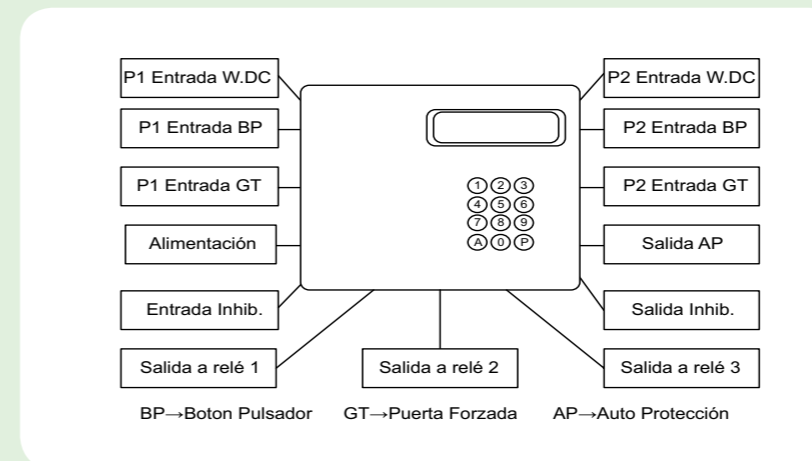 P1 Entrada W.DC
P2 Entrada W.DC
P1 Entrada BP
P2 Entrada BP
P1 Entrada GT
P2 Entrada GT
1 2 3
4 5 6
7 8 9
A 0 P
Alimentación
Salida AP
Entrada Inhib.
Salida Inhib.
Salida a relé 1
Salida a relé 2
Salida a relé 3
BP→Boton Pulsador GT→Puerta Forzada AP→Auto Protección